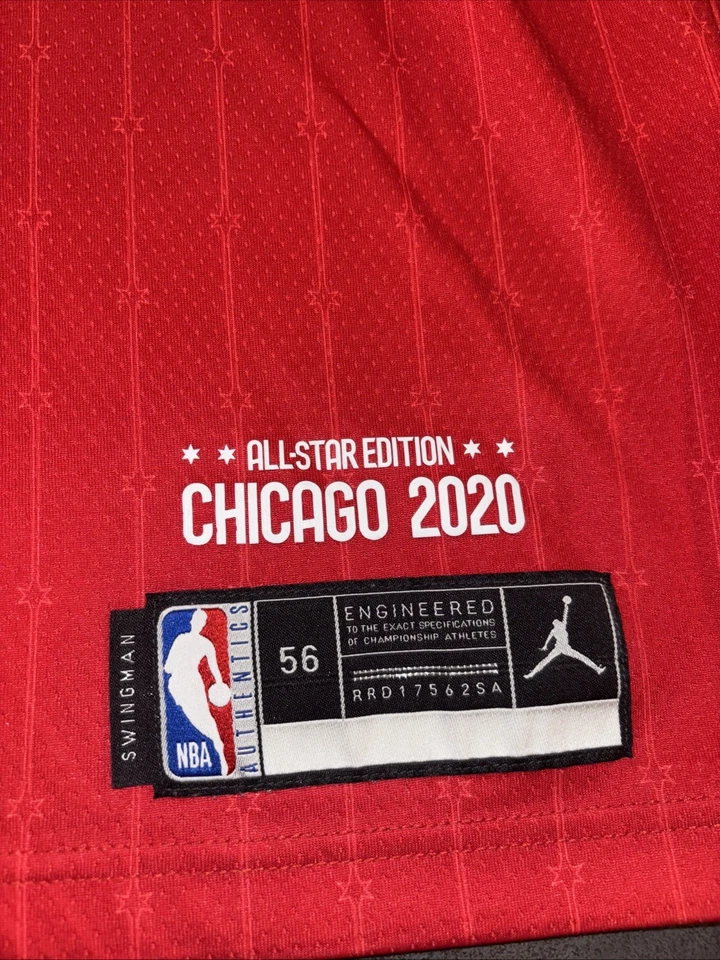 ALL-STAR EDITION
CHICAGO 2020
SWINGMAN
NBA
AUTHENTICS
56
ENGINEERED
TO THE EXACT SPECIFICATIONS
OF CHAMPIONSHIP ATHLETES
RRD17562SA